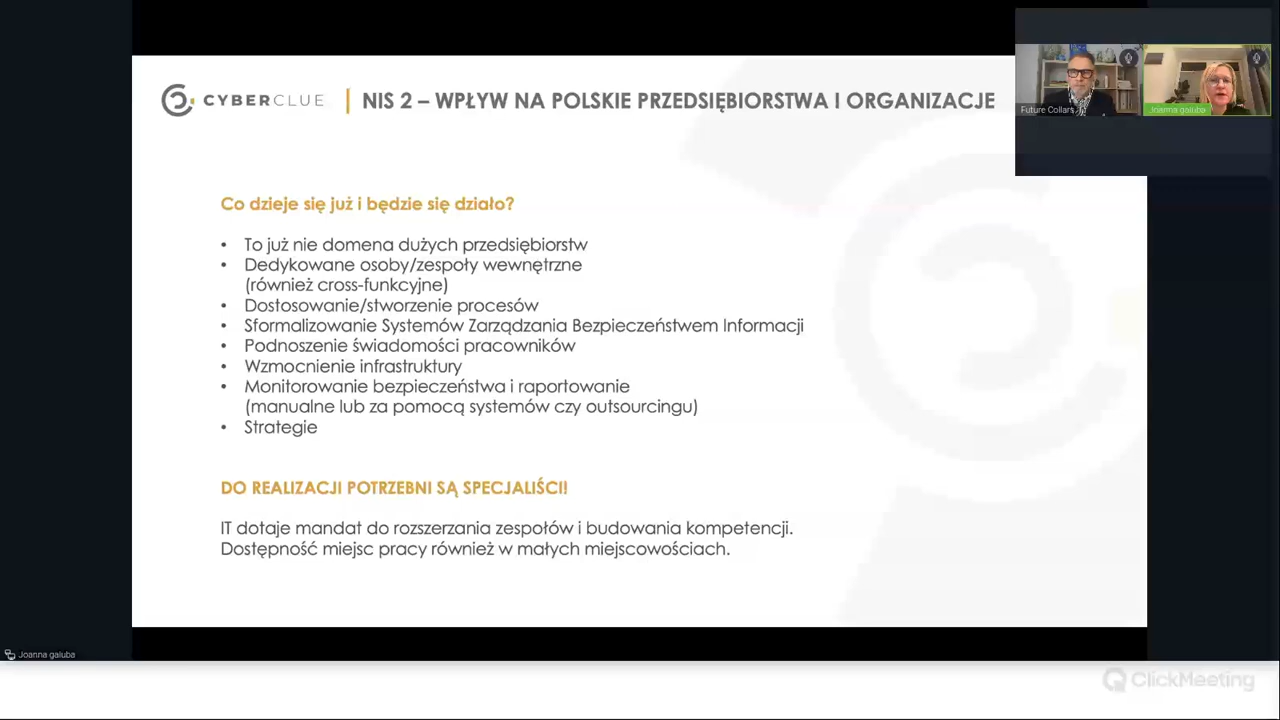 CYBERCLUE
NIS 2 – WPŁYW NA POLSKIE PRZEDSIĘBIORSTWA I ORGANIZACJE
Future Collars
Joanna gałuba
Co dzieje się już i będzie się działo?
• To już nie domena dużych przedsiębiorstw
• Dedykowane osoby/zespoły wewnętrzne
(również cross-funkcyjne)
• Dostosowanie/stworzenie procesów
• Sformalizowanie Systemów Zarządzania Bezpieczeństwem Informacji
• Podnoszenie świadomości pracowników
• Wzmocnienie infrastruktury
• Monitorowanie bezpieczeństwa i raportowanie
(manualne lub za pomocą systemów czy outsourcingu)
• Strategie
DO REALIZACJI POTRZEBNI SĄ SPECJALIŚCI!
IT dotaje mandat do rozszerzania zespołów i budowania kompetencji.
Dostępność miejsc pracy również w małych miejscowościach.
Joanna gałuba
ClickMeeting